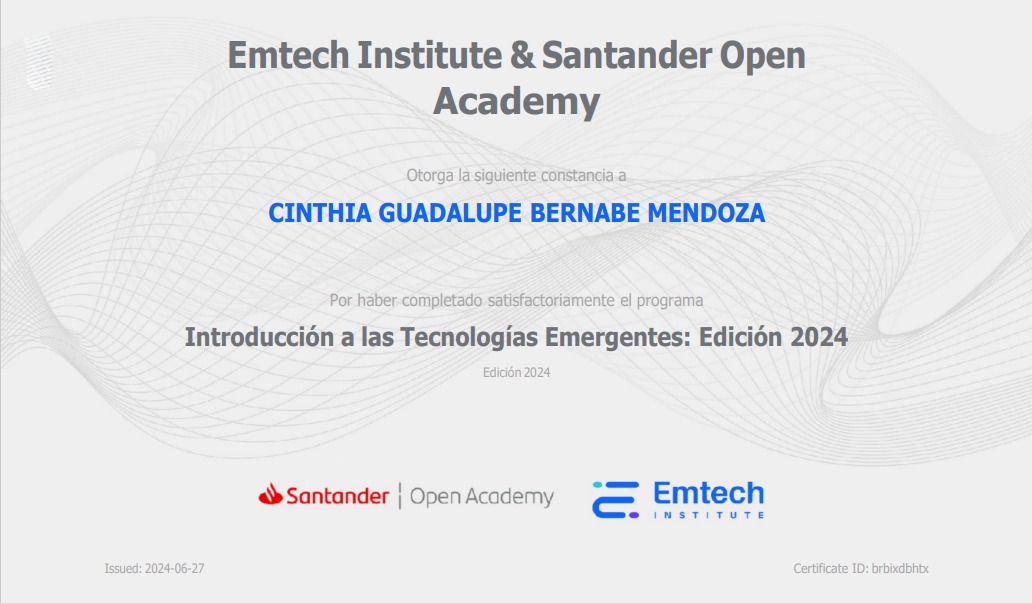 Emtech Institute & Santander Open
Academy
Otorga la siguiente constancia a
CINTHIA GUADALUPE BERNABE MENDOZA
Por haber completado satisfactoriamente el programa
Introducción a las Tecnologías Emergentes: Edición 2024
Edición 2024
Santander | Open Academy
Emtech
INSTITUTE
Issued: 2024-06-27
Certificate ID: brbixdbhtx